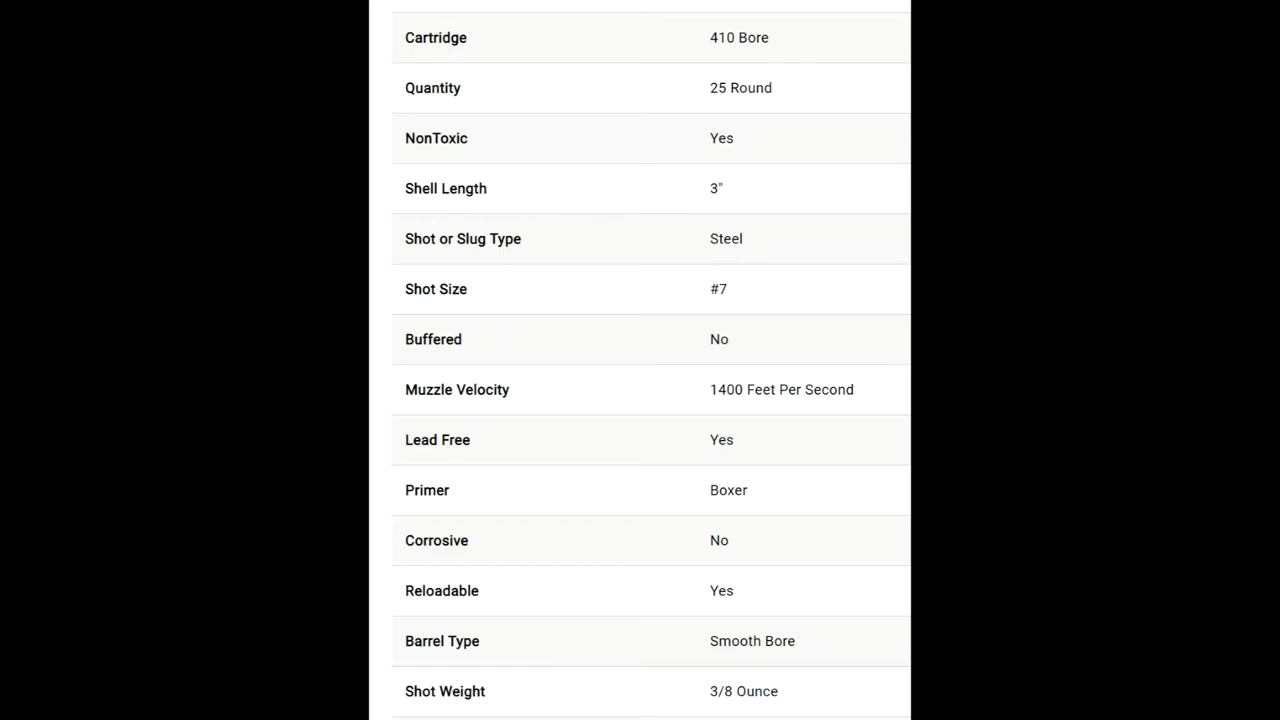 Cartridge 410 Bore
Quantity 25 Round
NonToxic Yes
Shell Length 3"
Shot or Slug Type Steel
Shot Size #7
Buffered No
Muzzle Velocity 1400 Feet Per Second
Lead Free Yes
Primer Boxer
Corrosive No
Reloadable Yes
Barrel Type Smooth Bore
Shot Weight 3/8 Ounce